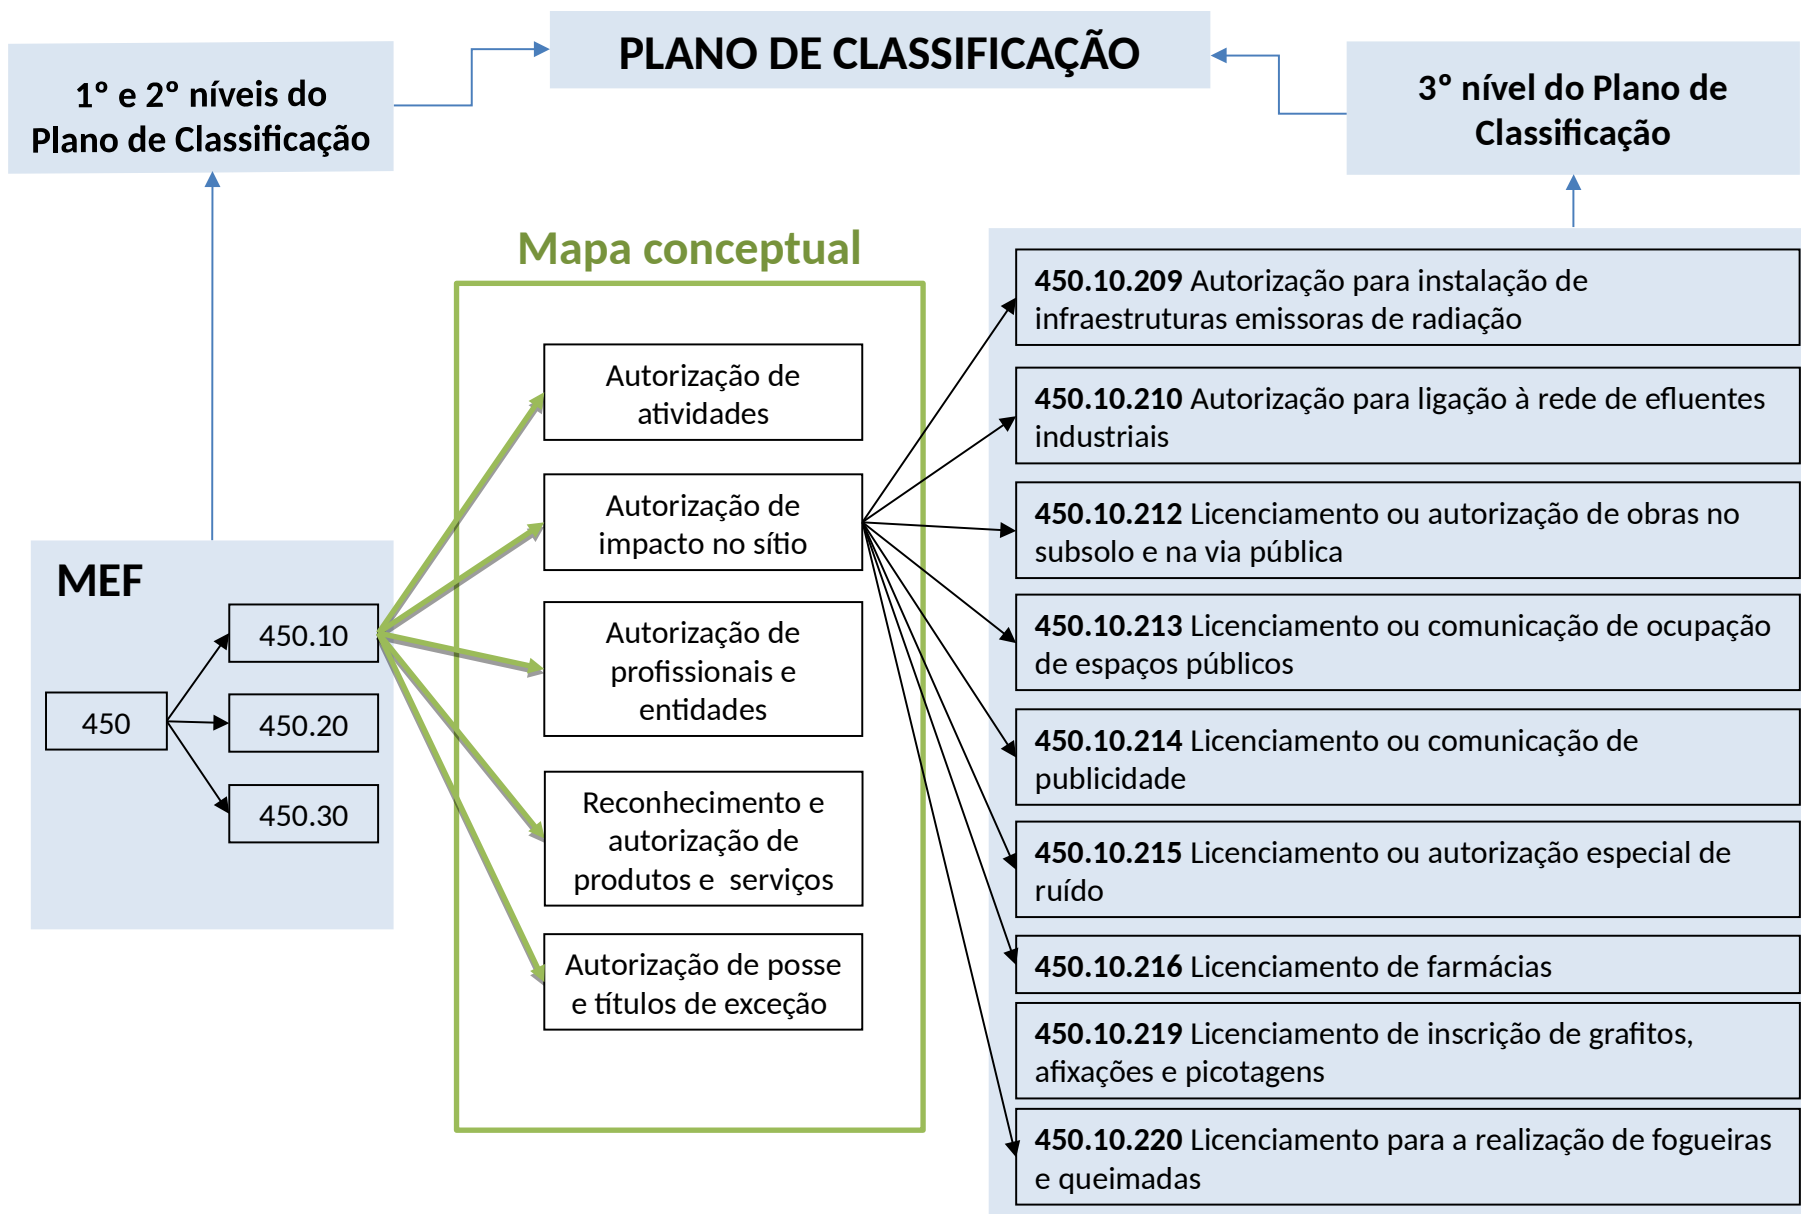 PLANO DE CLASSIFICAÇÃO
1º e 2º níveis do
Plano de Classificação
3º nível do Plano de
Classificação
MEF
450
450.10
450.20
450.30
Mapa conceptual
Autorização de
atividades
Autorização de
impacto no sítio
Autorização de
profissionais e
entidades
Reconhecimento e
autorização de
produtos e  serviços
Autorização de posse
e títulos de exceção
450.10.209 Autorização para instalação de
infraestruturas emissoras de radiação
450.10.210 Autorização para ligação à rede de efluentes
industriais
450.10.212 Licenciamento ou autorização de obras no
subsolo e na via pública
450.10.213 Licenciamento ou comunicação de ocupação
de espaços públicos
450.10.214 Licenciamento ou comunicação de
publicidade
450.10.215 Licenciamento ou autorização especial de
ruído
450.10.216 Licenciamento de farmácias
450.10.219 Licenciamento de inscrição de grafitos,
afixações e picotagens
450.10.220 Licenciamento para a realização de fogueiras
e queimadas